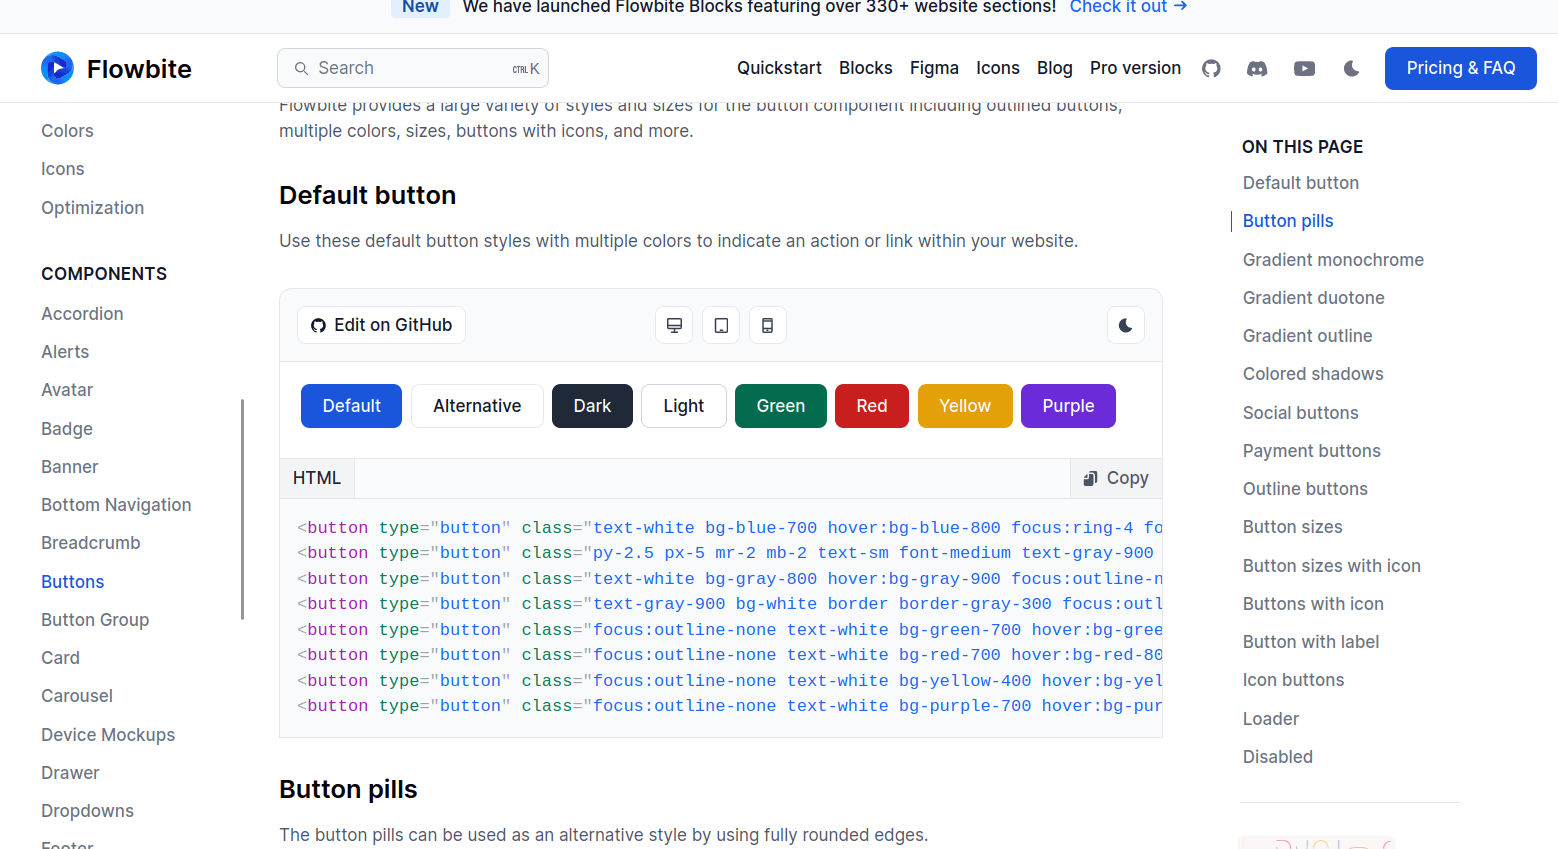 New We have launched Flowbite Blocks featuring over 330+ website sections! Check it out
Flowbite
Search
CTRL K
Quickstart Blocks Figma Icons Blog Pro version
Pricing & FAQ
Colors
Icons
Optimization
COMPONENTS
Accordion
Alerts
Avatar
Badge
Banner
Bottom Navigation
Breadcrumb
Buttons
Button Group
Card
Carousel
Device Mockups
Drawer
Dropdowns
Footer
Flowbite provides a large variety of styles and sizes for the button component including outlined buttons,
multiple colors, sizes, buttons with icons, and more.
Default button
Use these default button styles with multiple colors to indicate an action or link within your website.
Edit on GitHub
Default Alternative Dark Light Green Red Yellow Purple
HTML
Copy
<button type="button" class="text-white bg-blue-700 hover:bg-blue-800 focus:ring-4 fo
<button type="button" class="py-2.5 px-5 mr-2 mb-2 text-sm font-medium text-gray-900
<button type="button" class="text-white bg-gray-800 hover:bg-gray-900 focus:outline-n
<button type="button" class="text-gray-900 bg-white border border-gray-300 focus:outl
<button type="button" class="focus:outline-none text-white bg-green-700 hover:bg-gree
<button type="button" class="focus:outline-none text-white bg-red-700 hover:bg-red-80
<button type="button" class="focus:outline-none text-white bg-yellow-400 hover:bg-yel
<button type="button" class="focus:outline-none text-white bg-purple-700 hover:bg-pur
Button pills
The button pills can be used as an alternative style by using fully rounded edges.
ON THIS PAGE
Default button
Button pills
Gradient monochrome
Gradient duotone
Gradient outline
Colored shadows
Social buttons
Payment buttons
Outline buttons
Button sizes
Button sizes with icon
Buttons with icon
Button with label
Icon buttons
Loader
Disabled